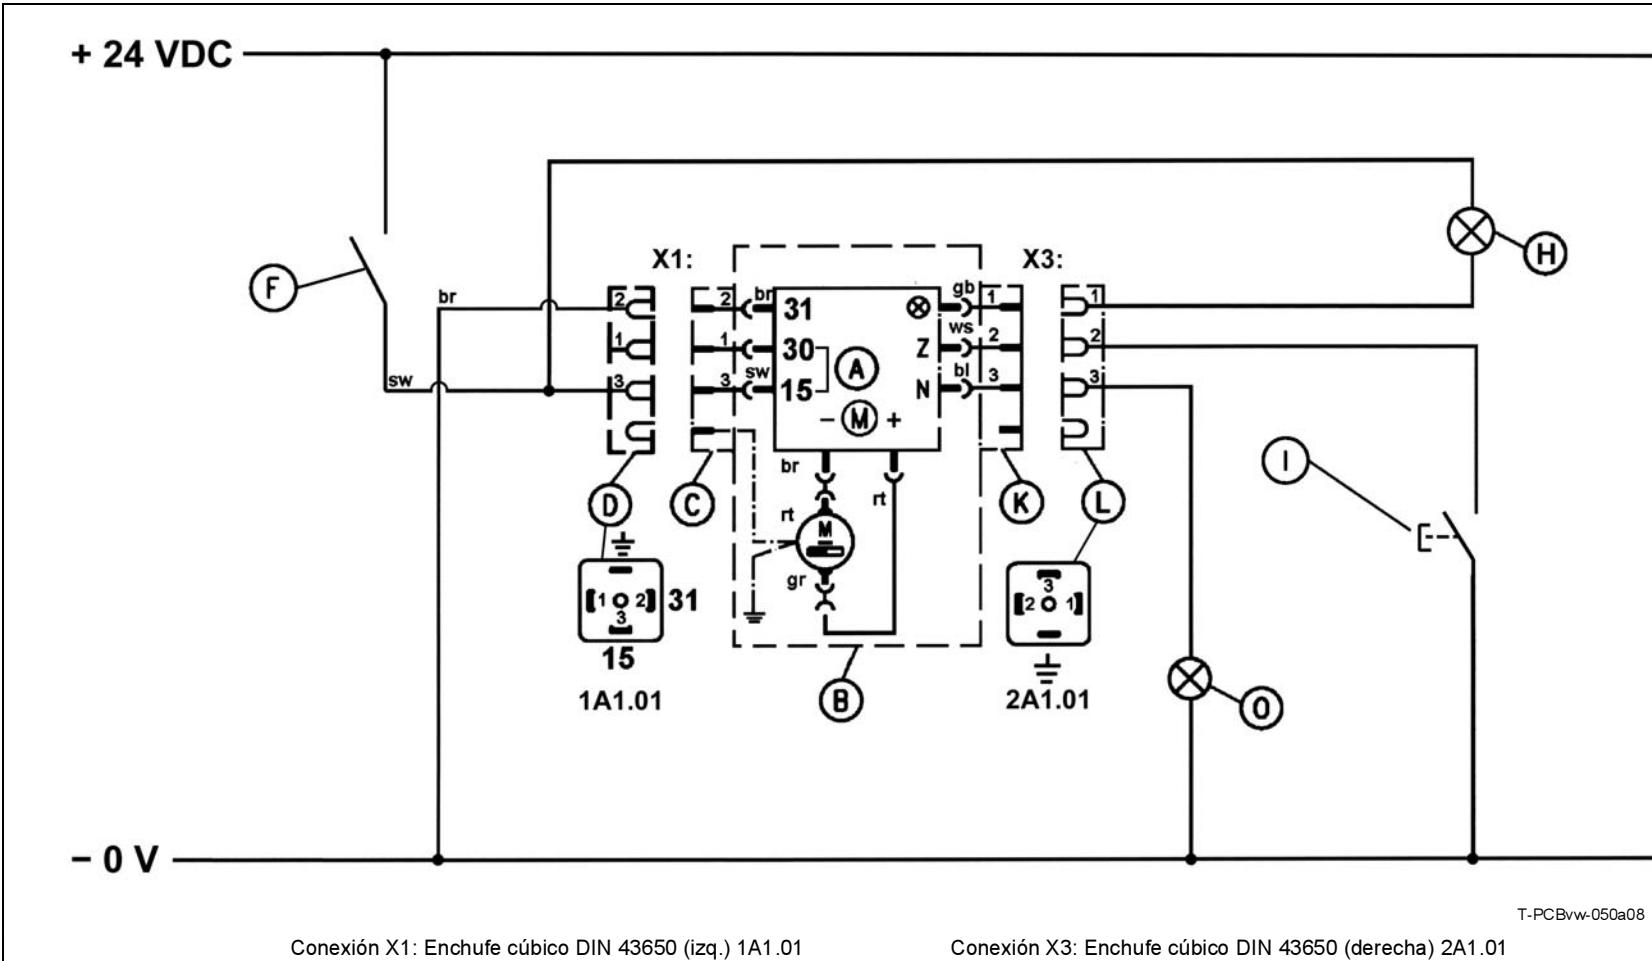 + 24 VDC
H
X1:
X3:
F
br
2
2
br
31
gb
1
1
1
1
30
A
Z
ws
2
2
sw
3
3
sw
15
N
bl
3
3
− M +
I
br
rt
D
C
K
L
rt
M
gr
1 2
3
31
3
2 1
15
1A1.01
B
2A1.01
O
− 0 V
T-PCBvw-050a08
Conexión X1: Enchufe cúbico DIN 43650 (izq.) 1A1.01
Conexión X3: Enchufe cúbico DIN 43650 (derecha) 2A1.01